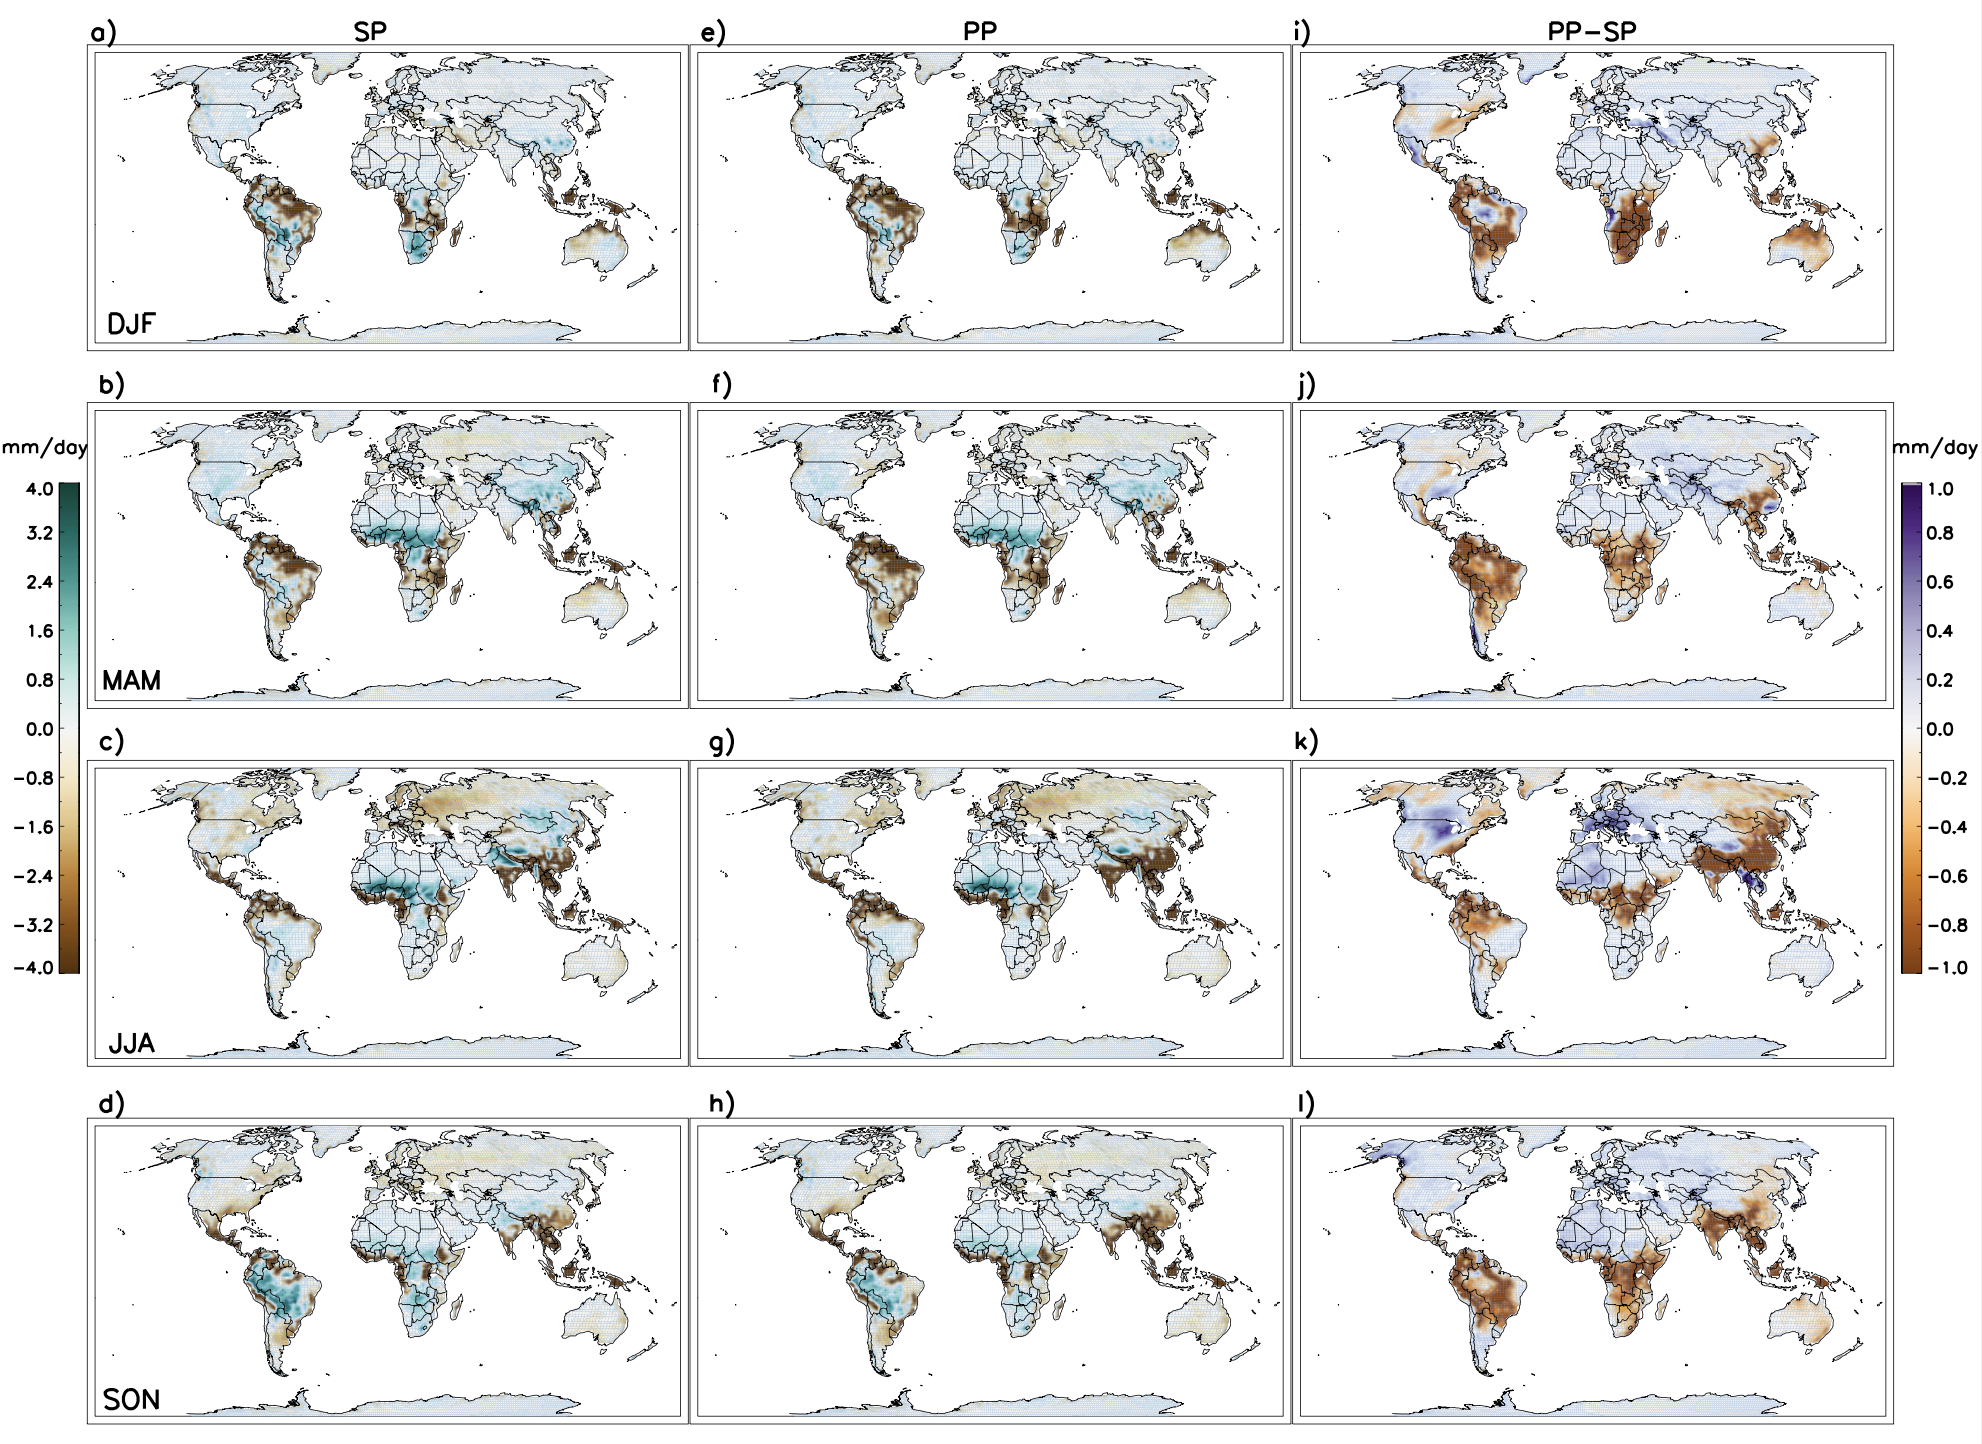 a) SP e) PP i) PP-SP
DJF
b) f) j)
mm/day
4.0
3.2
2.4
1.6
0.8
0.0
-0.8
-1.6
-2.4
-3.2
-4.0
MAM
mm/day
1.0
0.8
0.6
0.4
0.2
0.0
-0.2
-0.4
-0.6
-0.8
-1.0
c) g) k)
JJA
d) h) l)
SON